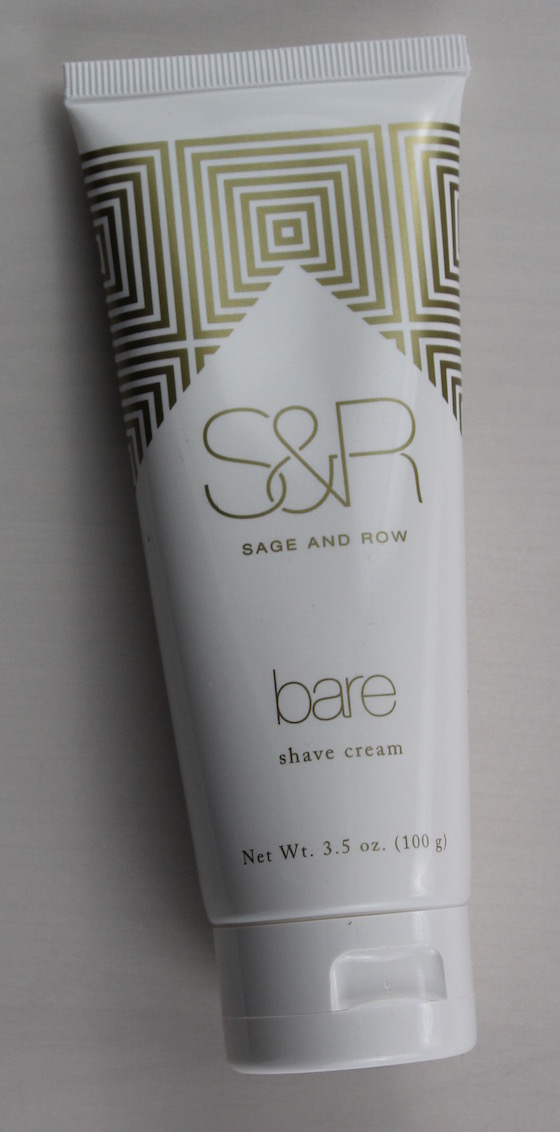 S&R
SAGE AND ROW
bare
shave cream
Net Wt. 3.5 oz. (100 g)